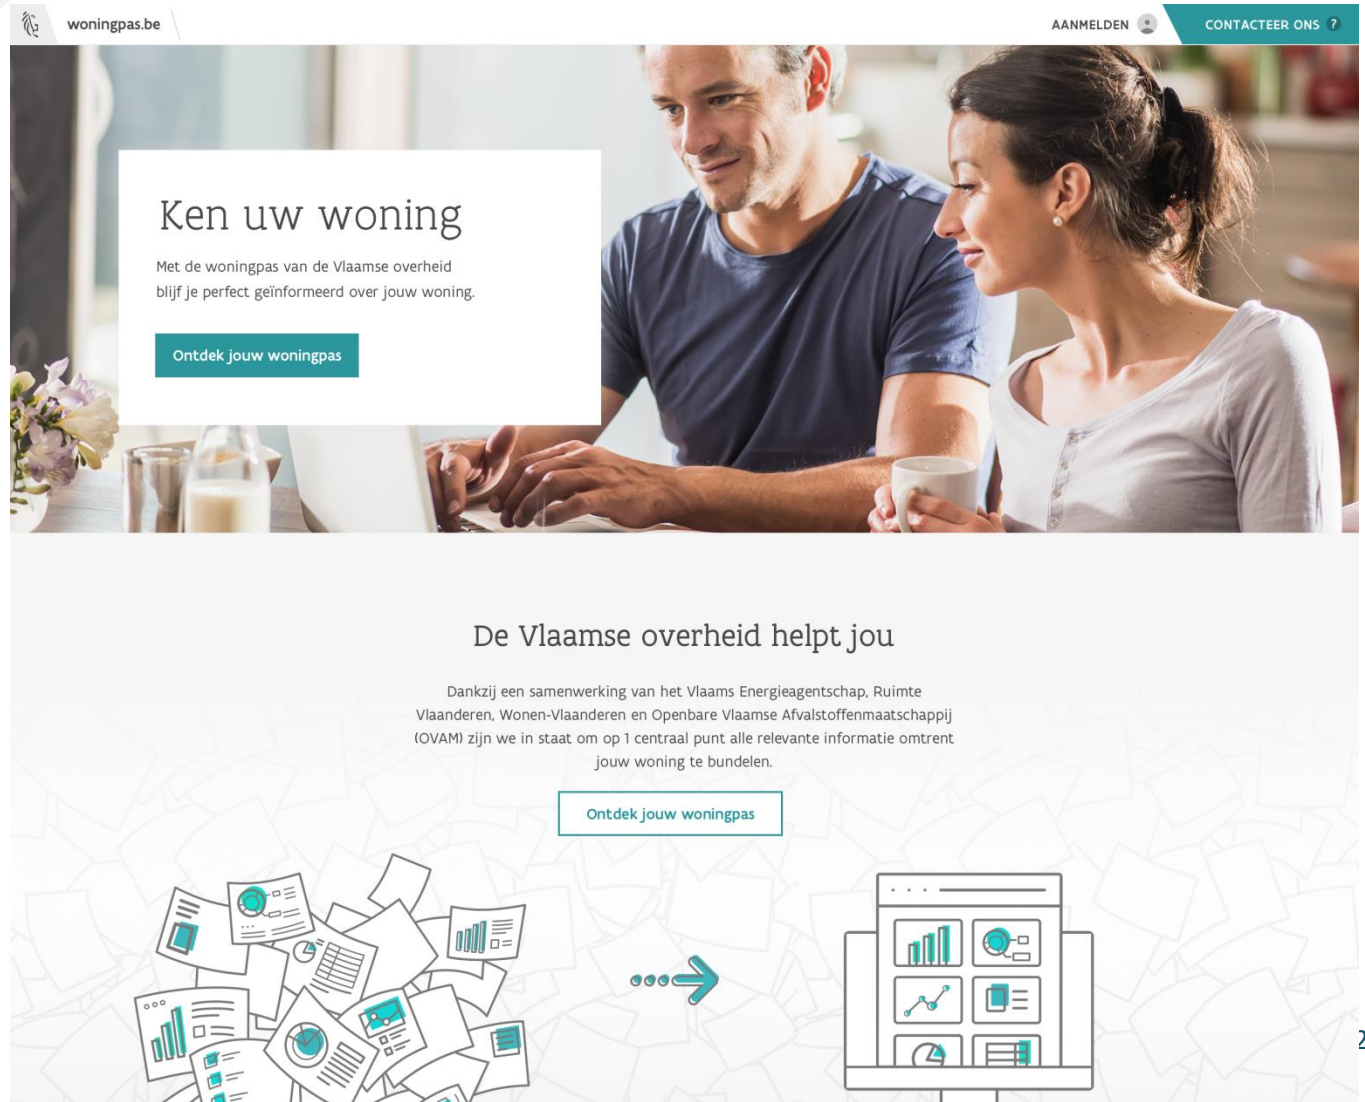 woningpas.be
AANMELDEN
CONTACTEER ONS ?
Ken uw woning
Met de woningpas van de Vlaamse overheid
blijf je perfect geïnformeerd over jouw woning.
Ontdek jouw woningpas
De Vlaamse overheid helpt jou
Dankzij een samenwerking van het Vlaams Energieagentschap, Ruimte
Vlaanderen, Wonen-Vlaanderen en Openbare Vlaamse Afvalstoffenmaatschappij
(OVAM) zijn we in staat om op 1 centraal punt alle relevante informatie omtrent
jouw woning te bundelen.
Ontdek jouw woningpas
2